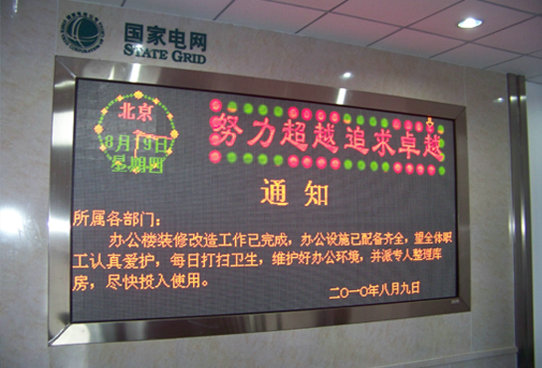 国家电网
STATE GRID
北京
8月19日
星期四
努力超越 追求卓越
通知
所属各部门：
办公楼装修改造工作已完成，办公设施已配备齐全，望全体职
工认真爱护，每日打扫卫生，维护好办公环境，并派专人整理库
房，尽快投入使用。
二〇一〇年八月九日